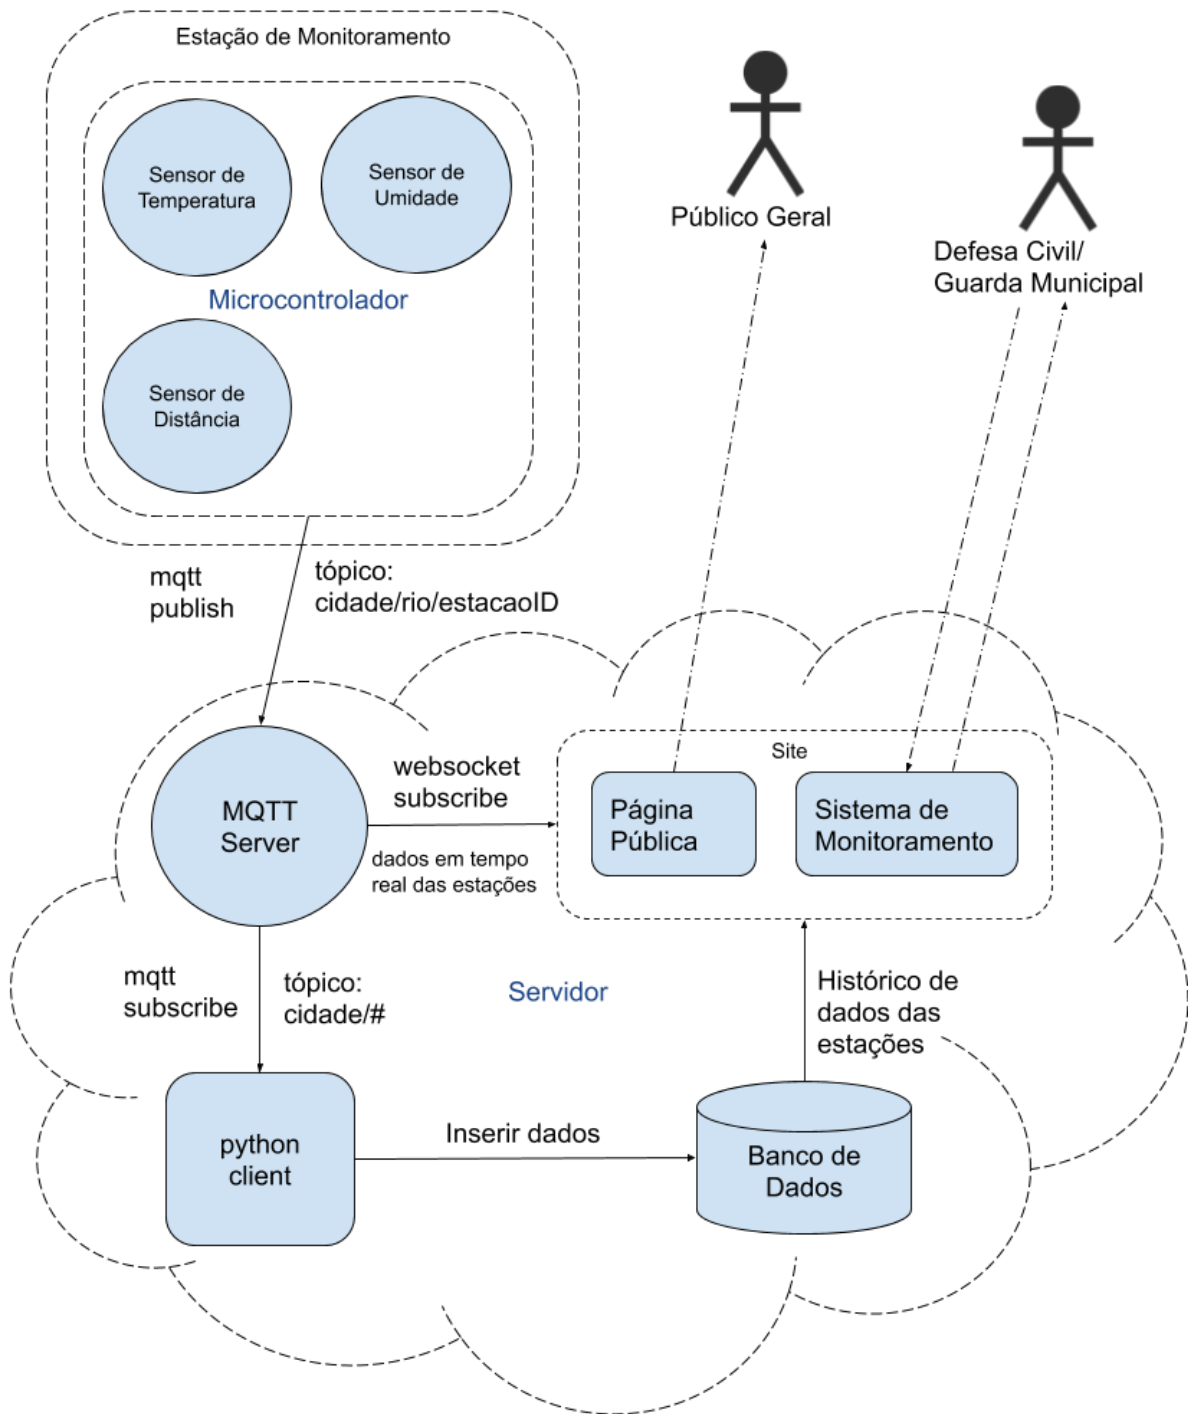 Estação de Monitoramento
Sensor de
Temperatura
Sensor de
Umidade
Microcontrolador
Sensor de
Distância
Público Geral
Defesa Civil/
Guarda Municipal
mqtt
publish
tópico:
cidade/rio/estacaoID
MQTT
Server
websocket
subscribe
dados em tempo
real das estações
Site
Página
Pública
Sistema de
Monitoramento
mqtt
subscribe
tópico:
cidade/#
Servidor
Histórico de
dados das
estações
python
client
Inserir dados
Banco de
Dados